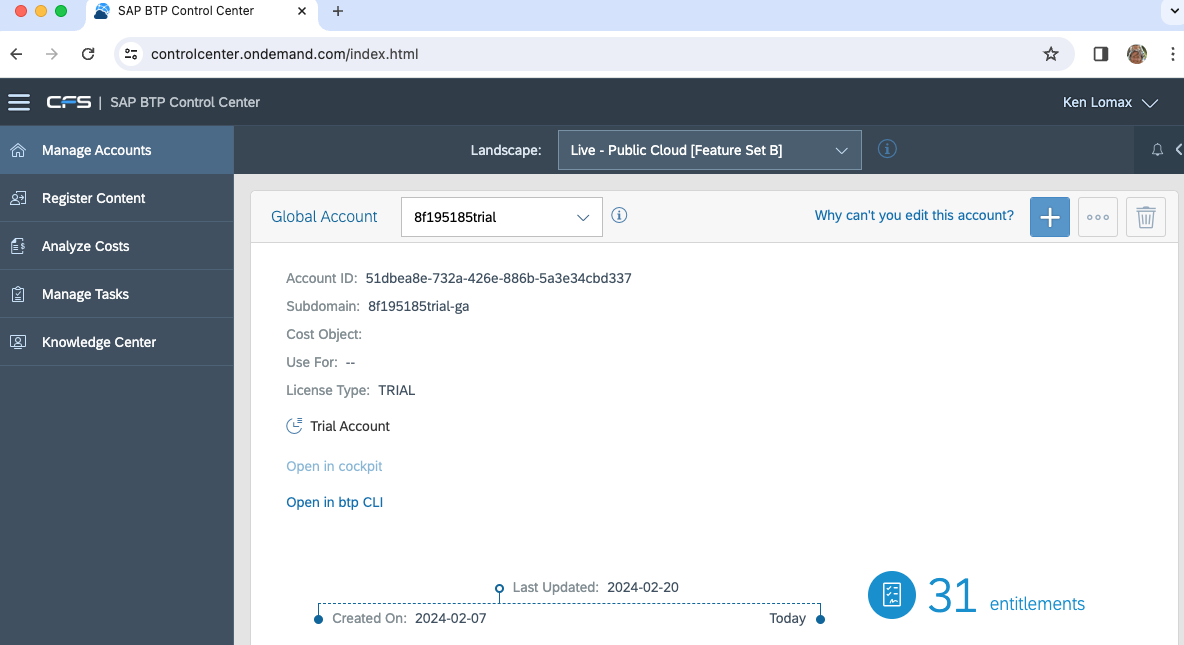 SAP BTP Control Center
controlcenter.ondemand.com/index.html
CFS | SAP BTP Control Center
Ken Lomax
Manage Accounts
Register Content
Analyze Costs
Manage Tasks
Knowledge Center
Landscape: Live - Public Cloud [Feature Set B]
Global Account 8f195185trial
Why can't you edit this account?
Account ID: 51dbea8e-732a-426e-886b-5a3e34cbd337
Subdomain: 8f195185trial-ga
Cost Object:
Use For: --
License Type: TRIAL
Trial Account
Open in cockpit
Open in btp CLI
Last Updated: 2024-02-20
Created On: 2024-02-07
Today
31 entitlements